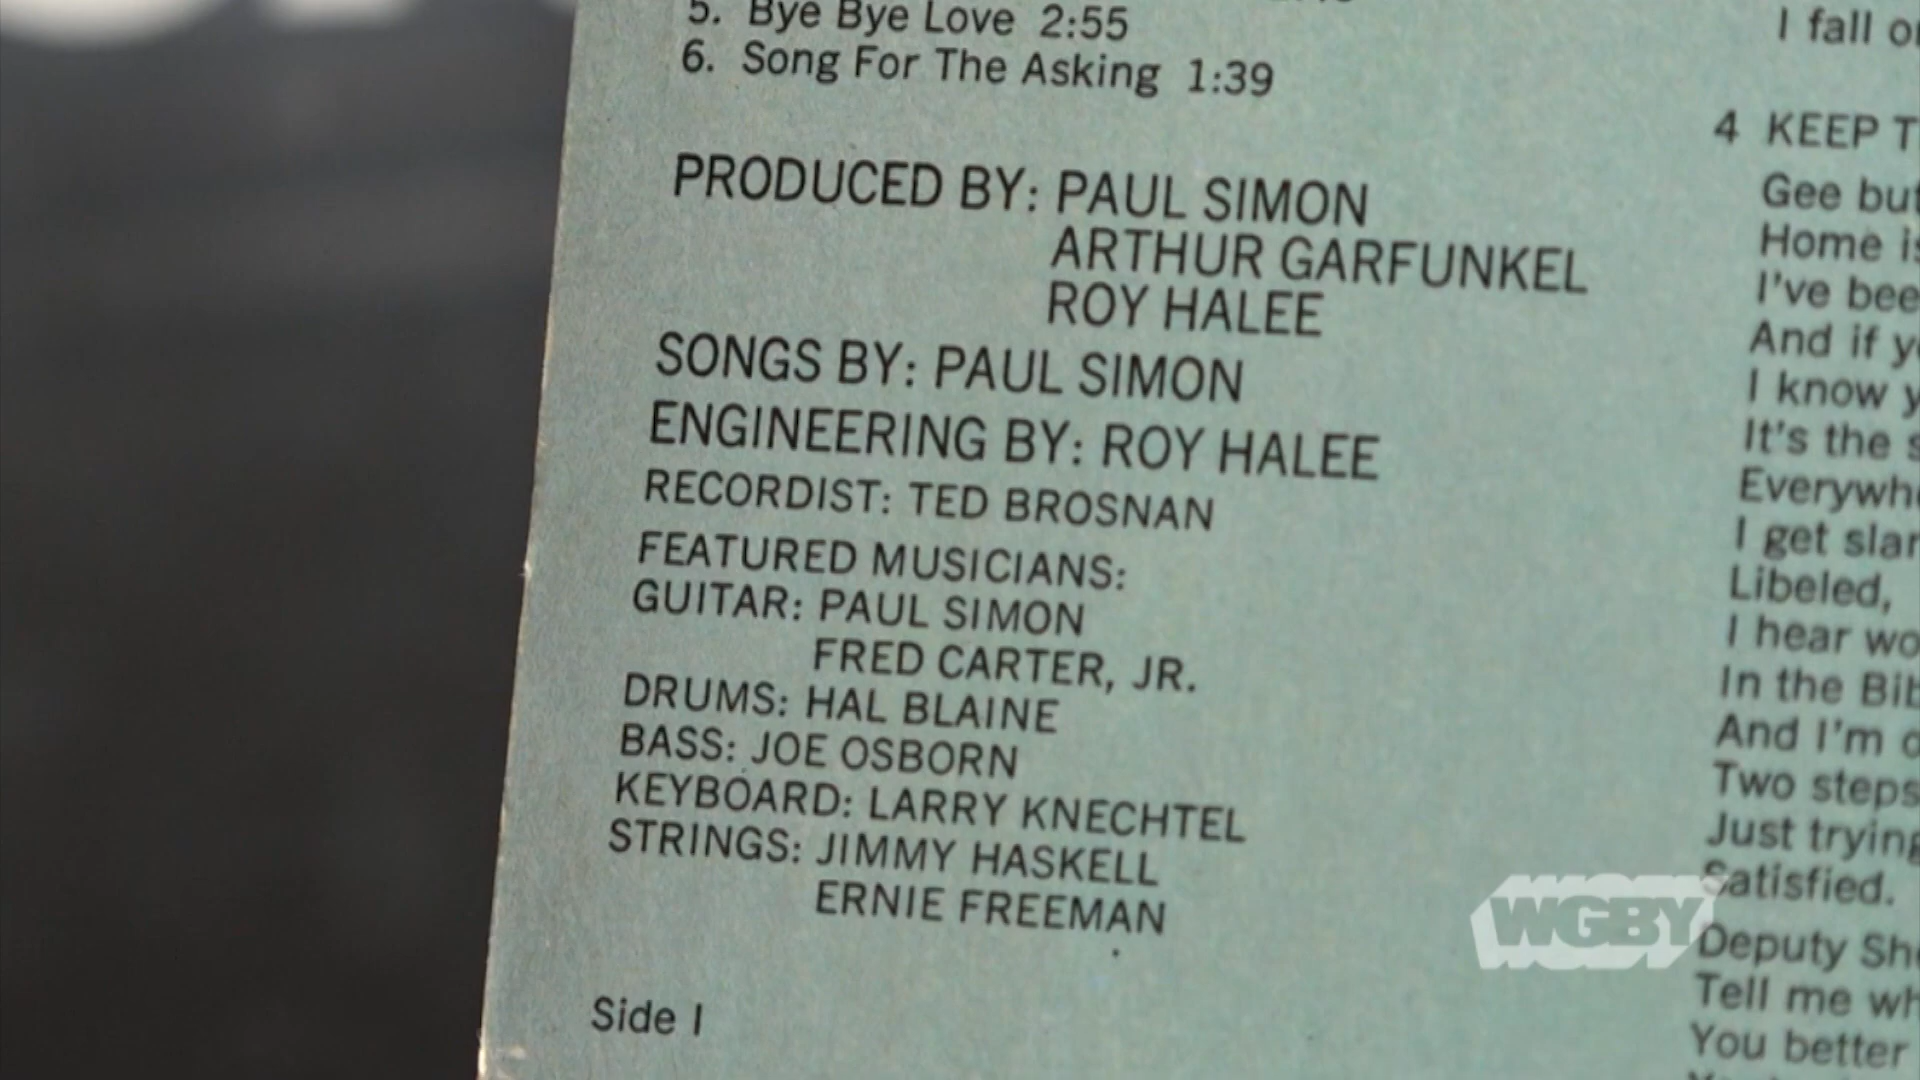 5. Bye Bye Love 2:55
6. Song For The Asking 1:39
PRODUCED BY: PAUL SIMON
ARTHUR GARFUNKEL
ROY HALEE
SONGS BY: PAUL SIMON
ENGINEERING BY: ROY HALEE
RECORDIST: TED BROSNAN
FEATURED MUSICIANS:
GUITAR: PAUL SIMON
FRED CARTER, JR.
DRUMS: HAL BLAINE
BASS: JOE OSBORN
KEYBOARD: LARRY KNECHTEL
STRINGS: JIMMY HASKELL
ERNIE FREEMAN
Side I
I fall
4 KEEP
Gee but
Home
I've
And if
I know
It's the
I get
Libeled,
I hear
In the
And I'm
Two steps
Just
Satisfied.
Deputy
Tell me
You better
WGBY